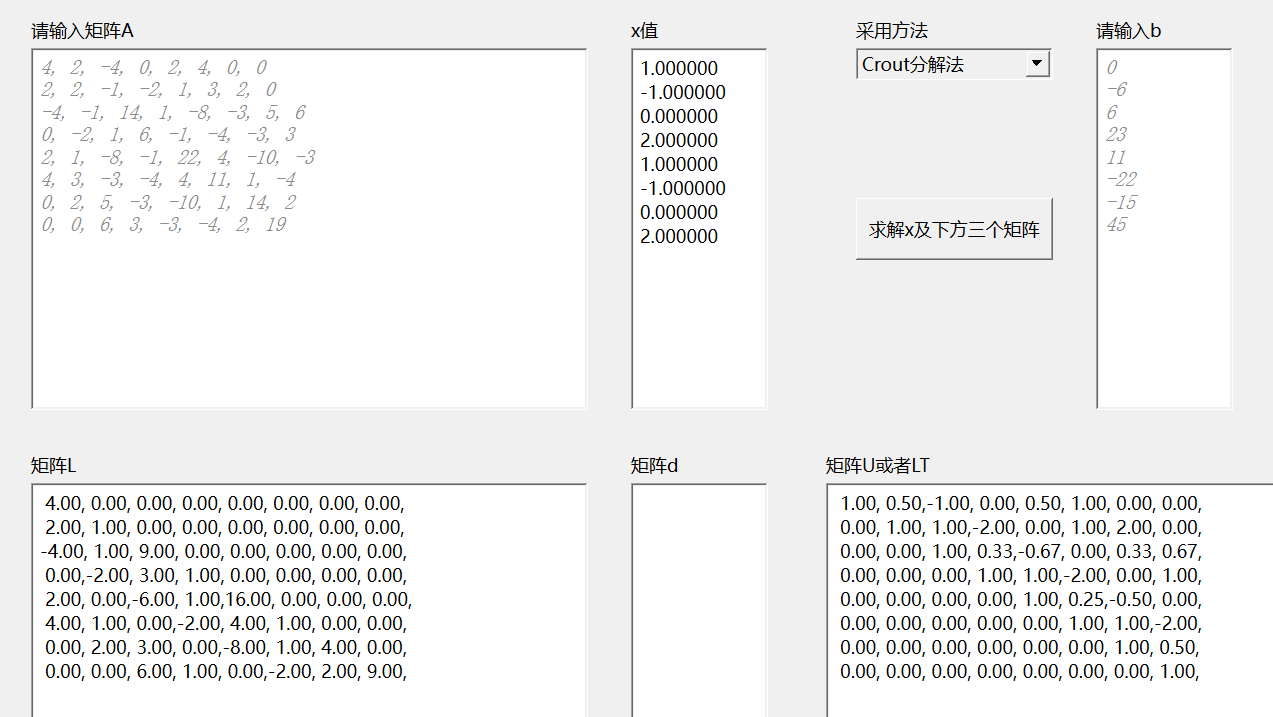 请输入矩阵A
4, 2, -4, 0, 2, 4, 0, 0
2, 2, -1, -2, 1, 3, 2, 0
-4, -1, 14, 1, -8, -3, 5, 6
0, -2, 1, 6, -1, -4, -3, 3
2, 1, -8, -1, 22, 4, -10, -3
4, 3, -3, -4, 4, 11, 1, -4
0, 2, 5, -3, -10, 1, 14, 2
0, 0, 6, 3, -3, -4, 2, 19
x值
1.000000
-1.000000
0.000000
2.000000
1.000000
-1.000000
0.000000
2.000000
采用方法
Crout分解法
求解x及下方三个矩阵
请输入b
0
-6
6
23
11
-22
-15
45
矩阵L
4.00, 0.00, 0.00, 0.00, 0.00, 0.00, 0.00, 0.00,
2.00, 1.00, 0.00, 0.00, 0.00, 0.00, 0.00, 0.00,
-4.00, 1.00, 9.00, 0.00, 0.00, 0.00, 0.00, 0.00,
0.00,-2.00, 3.00, 1.00, 0.00, 0.00, 0.00, 0.00,
2.00, 0.00,-6.00, 1.00,16.00, 0.00, 0.00, 0.00,
4.00, 1.00, 0.00,-2.00, 4.00, 1.00, 0.00, 0.00,
0.00, 2.00, 3.00, 0.00,-8.00, 1.00, 4.00, 0.00,
0.00, 0.00, 6.00, 1.00, 0.00,-2.00, 2.00, 9.00,
矩阵d
矩阵U或者LT
1.00, 0.50,-1.00, 0.00, 0.50, 1.00, 0.00, 0.00,
0.00, 1.00, 1.00,-2.00, 0.00, 1.00, 2.00, 0.00,
0.00, 0.00, 1.00, 0.33,-0.67, 0.00, 0.33, 0.67,
0.00, 0.00, 0.00, 1.00, 1.00,-2.00, 0.00, 1.00,
0.00, 0.00, 0.00, 0.00, 1.00, 0.25,-0.50, 0.00,
0.00, 0.00, 0.00, 0.00, 0.00, 1.00, 1.00,-2.00,
0.00, 0.00, 0.00, 0.00, 0.00, 0.00, 1.00, 0.50,
0.00, 0.00, 0.00, 0.00, 0.00, 0.00, 0.00, 1.00,